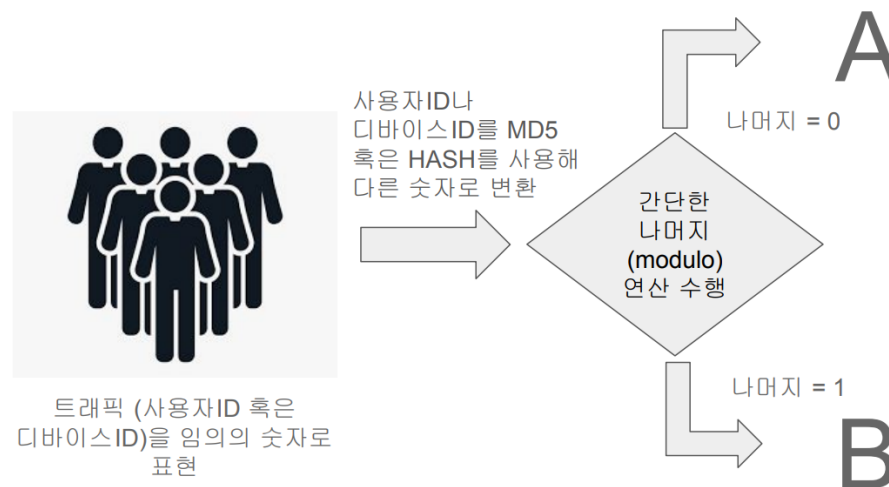 사용자ID나
디바이스ID를 MD5
혹은 HASH를 사용해
다른 숫자로 변환
트래픽 (사용자ID 혹은
디바이스ID)을 임의의 숫자로
표현
간단한
나머지
(modulo)
연산 수행
나머지 = 0
A
나머지 = 1
B